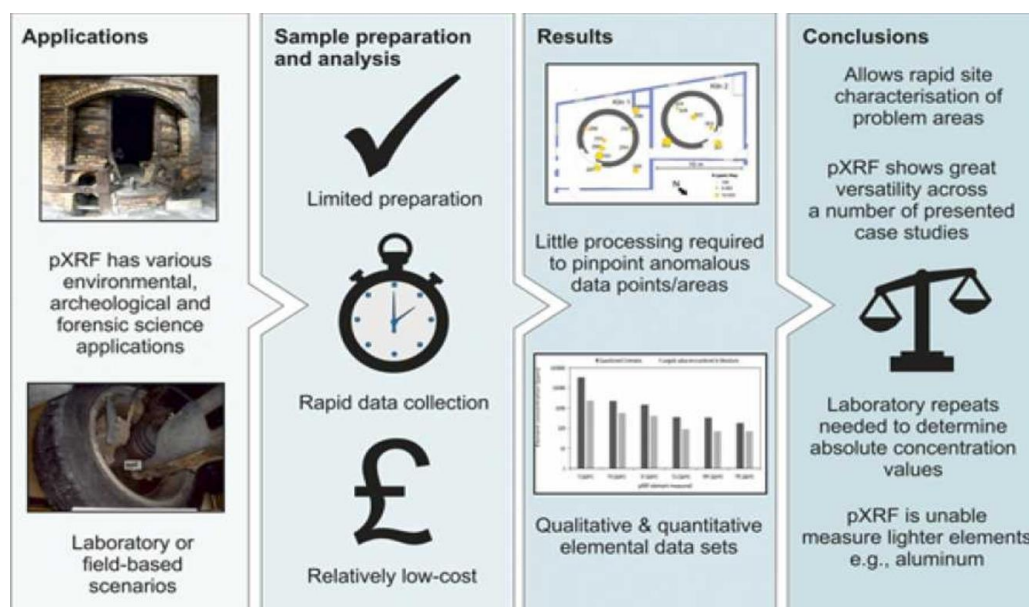 Applications
pXRF has various
environmental,
archeological and
forensic science
applications
Laboratory or
field-based
scenarios
Sample preparation
and analysis
Limited preparation
Rapid data collection
£
Relatively low-cost
Results
N
Little processing required
to pinpoint anomalous
data points/areas
pXRF element measured
Qualitative & quantitative
elemental data sets
Conclusions
Allows rapid site
characterisation of
problem areas
pXRF shows great
versatility across
a number of presented
case studies
Laboratory repeats
needed to determine
absolute concentration
values
pXRF is unable
measure lighter elements
e.g., aluminum